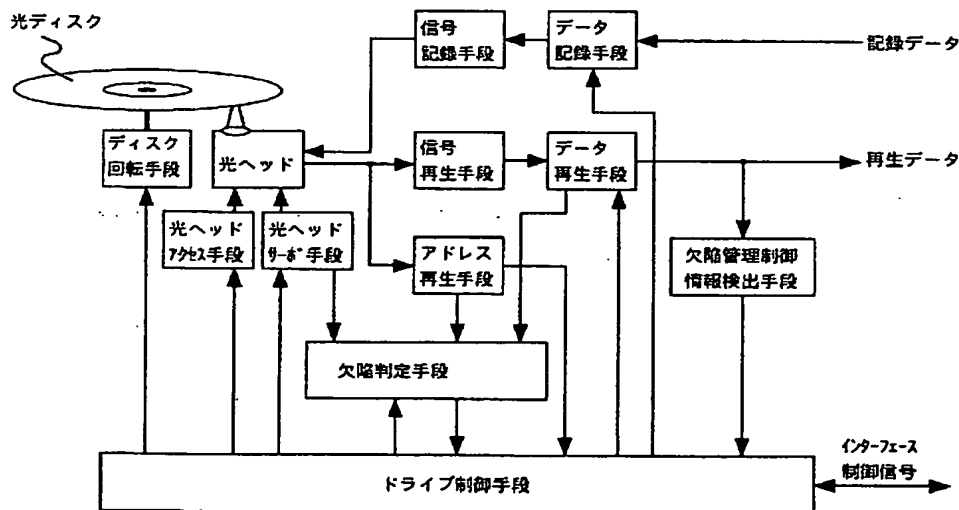 光ディスク
信号
記録手段
データ
記録手段
記録データ
ディスク
回転手段
光ヘッド
信号
再生手段
データ
再生手段
再生データ
光ヘッド
アクセス手段
光ヘッド
サーボ手段
アドレス
再生手段
欠陥管理制御
情報検出手段
欠陥判定手段
ドライブ制御手段
インターフェース
制御信号